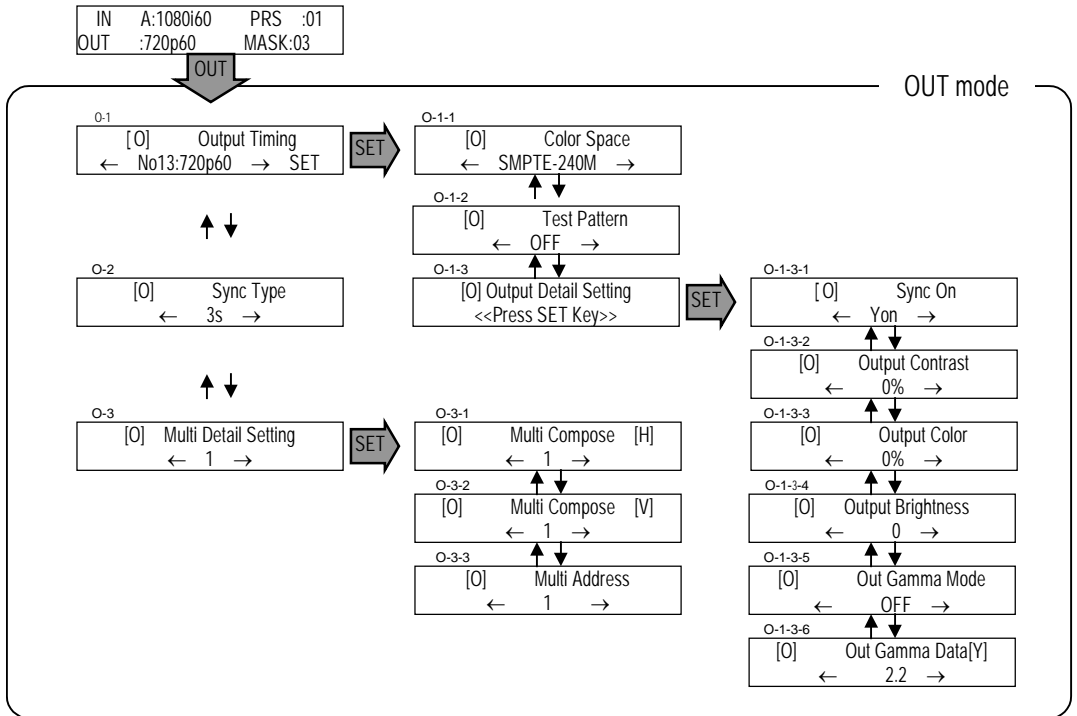 IN A:1080i60 PRS :01
OUT :720p60 MASK:03
OUT
OUT mode
O-1
[O] Output Timing
← No13:720p60 → SET
SET
O-1-1
[O] Color Space
← SMPTE-240M →
O-1-2
[O] Test Pattern
← OFF →
O-2
[O] Sync Type
← 3s →
O-1-3
[O] Output Detail Setting
<<Press SET Key>>
SET
O-1-3-1
[O] Sync On
← Yon →
O-1-3-2
[O] Output Contrast
← 0% →
O-3
[O] Multi Detail Setting
← 1 →
SET
O-3-1
[O] Multi Compose [H]
← 1 →
O-3-2
[O] Multi Compose [V]
← 1 →
O-3-3
[O] Multi Address
← 1 →
O-1-3-3
[O] Output Color
← 0% →
O-1-3-4
[O] Output Brightness
← 0 →
O-1-3-5
[O] Out Gamma Mode
← OFF →
O-1-3-6
[O] Out Gamma Data[Y]
← 2.2 →